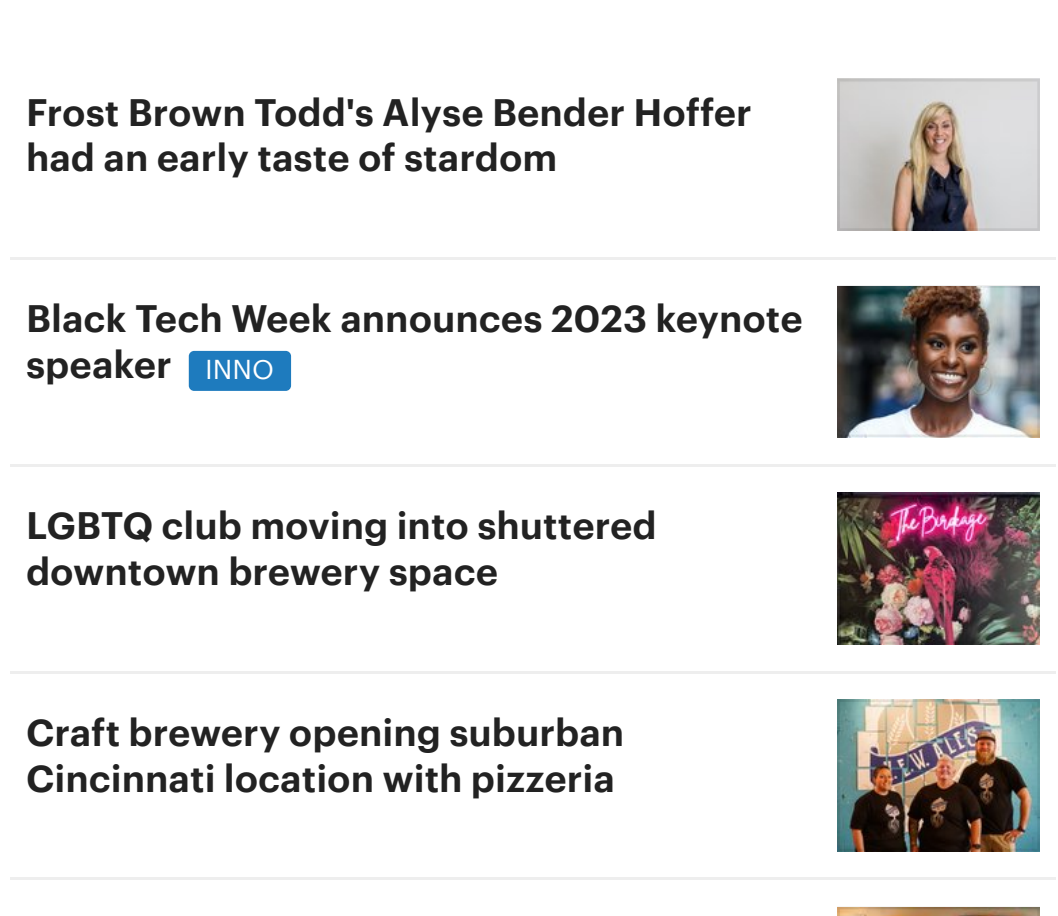 Frost Brown Todd's Alyse Bender Hoffer
had an early taste of stardom
Black Tech Week announces 2023 keynote
speaker INNO
The Birdcage
LGBTQ club moving into shuttered
downtown brewery space
Craft brewery opening suburban
Cincinnati location with pizzeria
.E.W. ALES